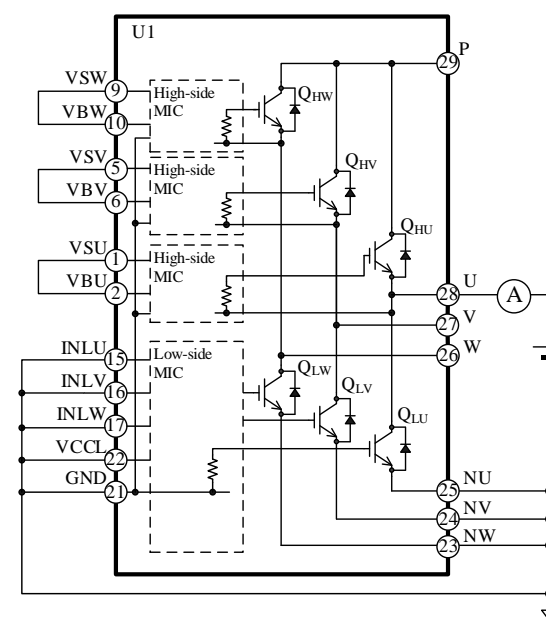 U1
P
29
VSW
9
High-side
MIC
QHW
VBW
10
VSV
5
High-side
MIC
QHV
VBV
6
VSU
1
High-side
MIC
QHU
VBU
2
U
28
A
V
27
W
26
INLU
15
Low-side
MIC
INLV
16
QLW
QLV
INLW
17
QLU
VCCL
22
GND
21
NU
25
NV
24
NW
23